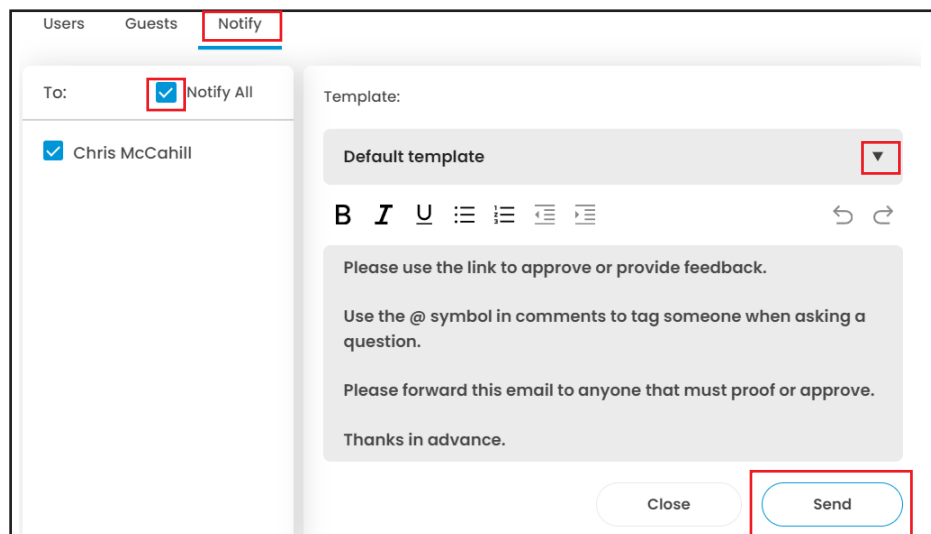 Users Guests Notify
To: Notify All
Chris McCahill
Template:
Default template
B I U
Please use the link to approve or provide feedback.
Use the @ symbol in comments to tag someone when asking a
question.
Please forward this email to anyone that must proof or approve.
Thanks in advance.
Close Send